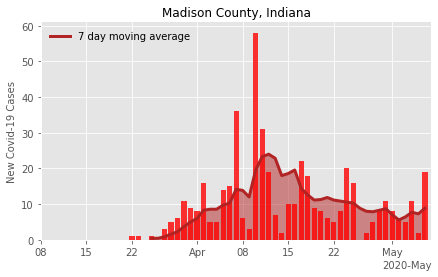 Madison County, Indiana
7 day moving average
New Covid-19 Cases
60
50
40
30
20
10
0
08 15 22 Apr 08 15 22 May
2020-May